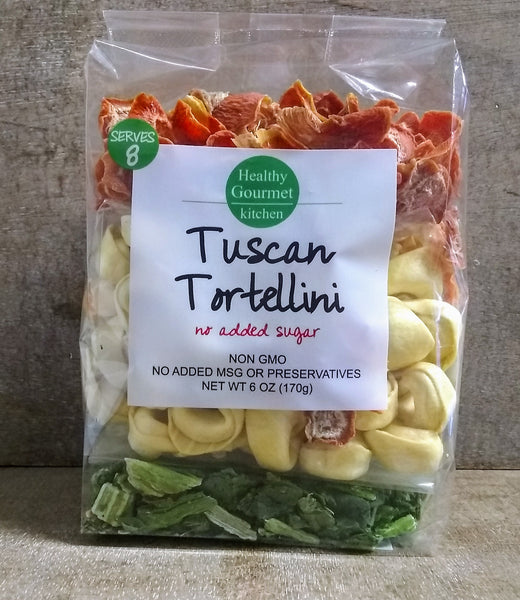 SERVES
8
Healthy
Gourmet
kitchen
Tuscan
Tortellini
no added sugar
NON GMO
NO ADDED MSG OR PRESERVATIVES
NET WT 6 OZ (170g)